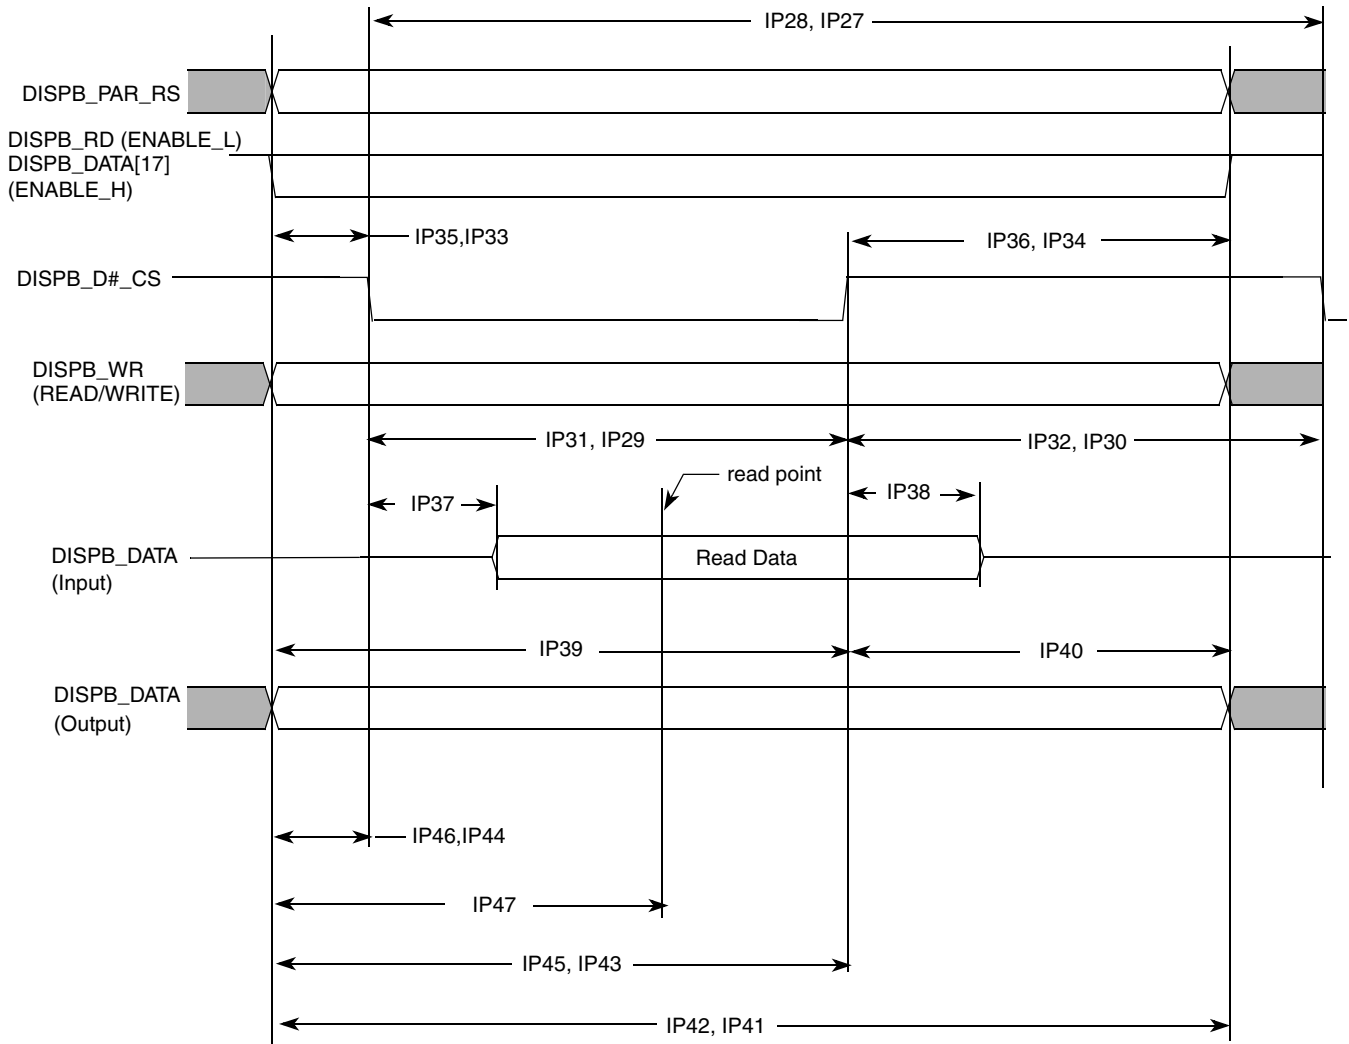 IP28, IP27
DISPB_PAR_RS
DISPB_RD (ENABLE_L)
DISPB_DATA[17]
(ENABLE_H)
IP35,IP33
IP36, IP34
DISPB_D#_CS
DISPB_WR
(READ/WRITE)
IP31, IP29
IP32, IP30
read point
IP37
IP38
DISPB_DATA
(Input)
Read Data
IP39
IP40
DISPB_DATA
(Output)
IP46,IP44
IP47
IP45, IP43
IP42, IP41